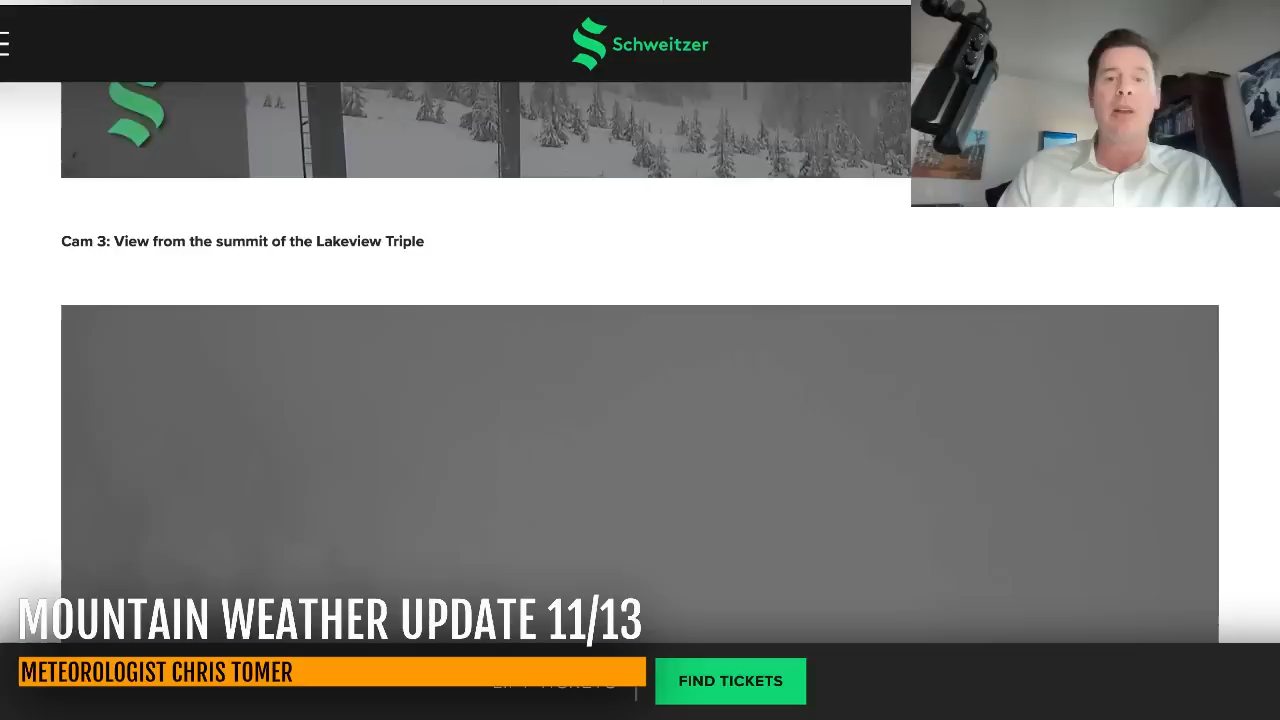 Schweitzer
Cam 3: View from the summit of the Lakeview Triple
MOUNTAIN WEATHER UPDATE 11/13
METEOROLOGIST CHRIS TOMER
FIND TICKETS